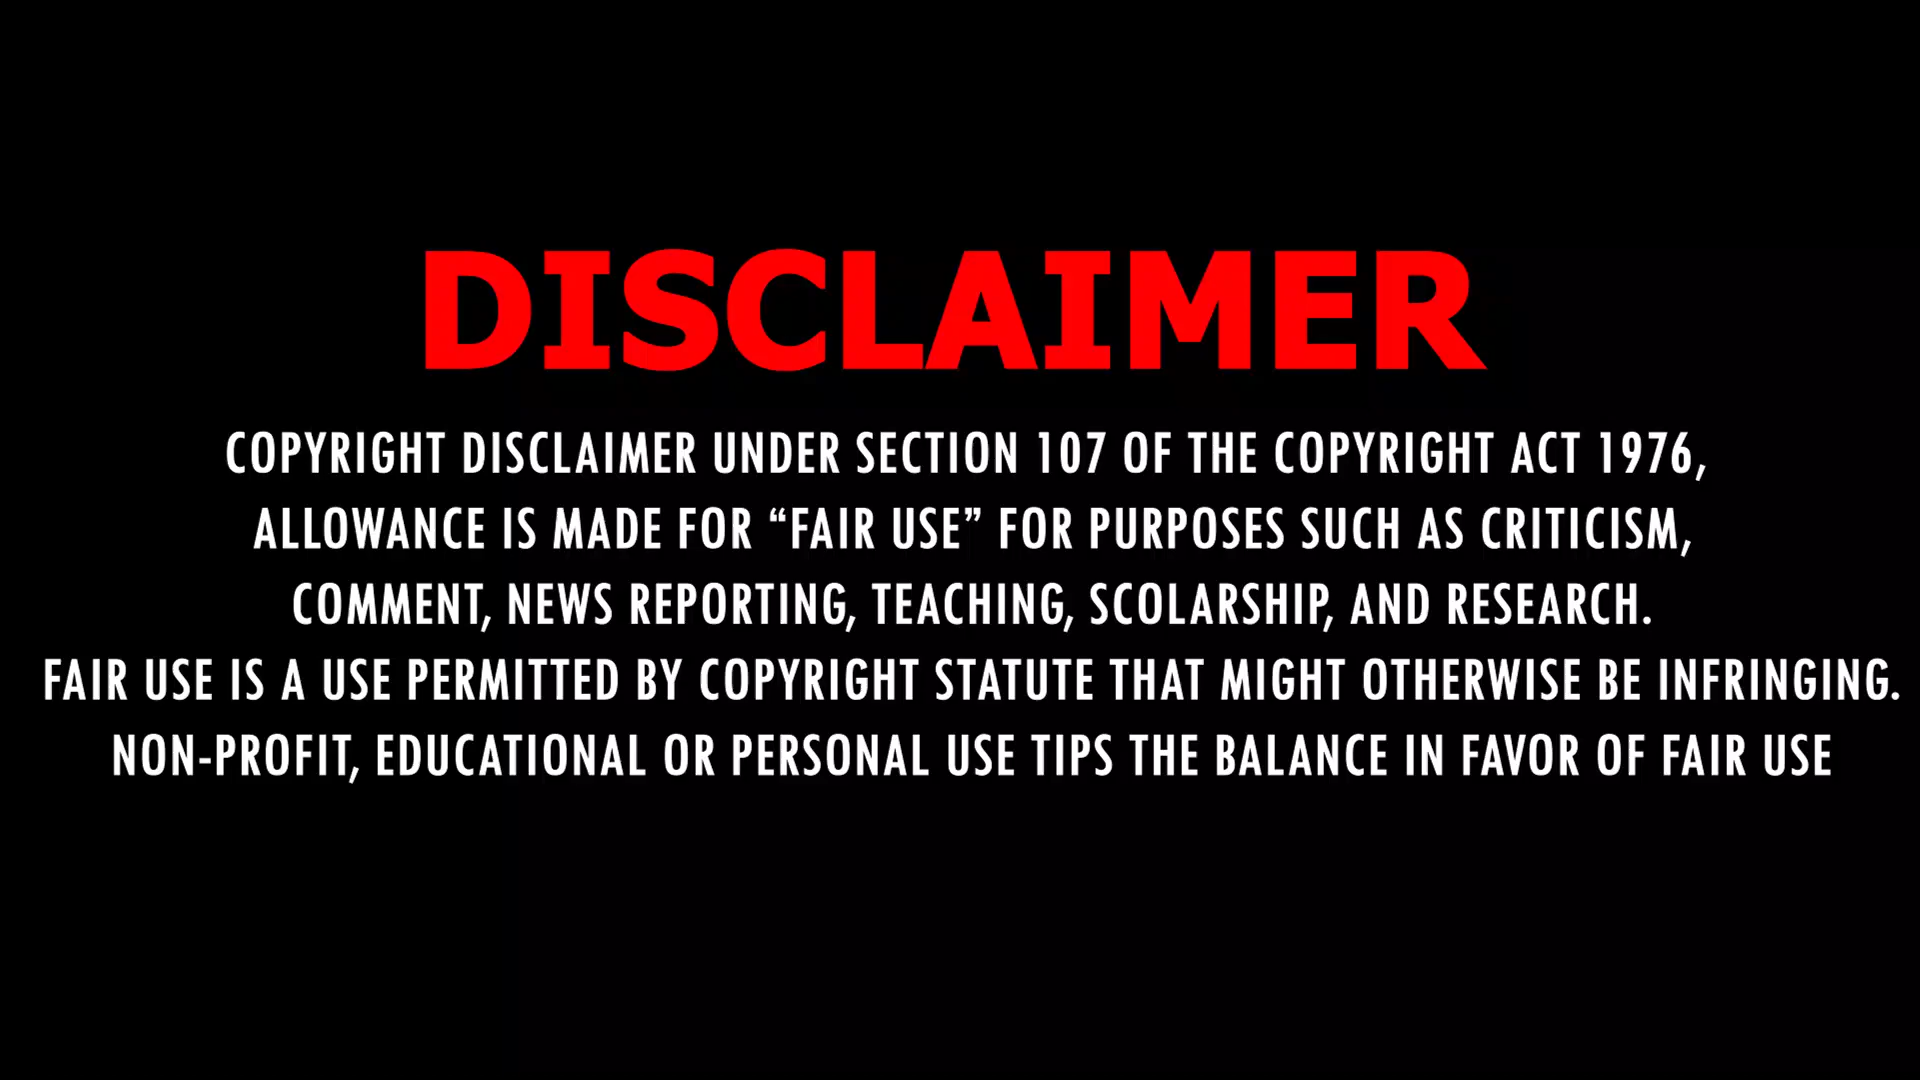 DISCLAIMER
COPYRIGHT DISCLAIMER UNDER SECTION 107 OF THE COPYRIGHT ACT 1976,
ALLOWANCE IS MADE FOR “FAIR USE” FOR PURPOSES SUCH AS CRITICISM,
COMMENT, NEWS REPORTING, TEACHING, SCOLARSHIP, AND RESEARCH.
FAIR USE IS A USE PERMITTED BY COPYRIGHT STATUTE THAT MIGHT OTHERWISE BE INFRINGING.
NON-PROFIT, EDUCATIONAL OR PERSONAL USE TIPS THE BALANCE IN FAVOR OF FAIR USE